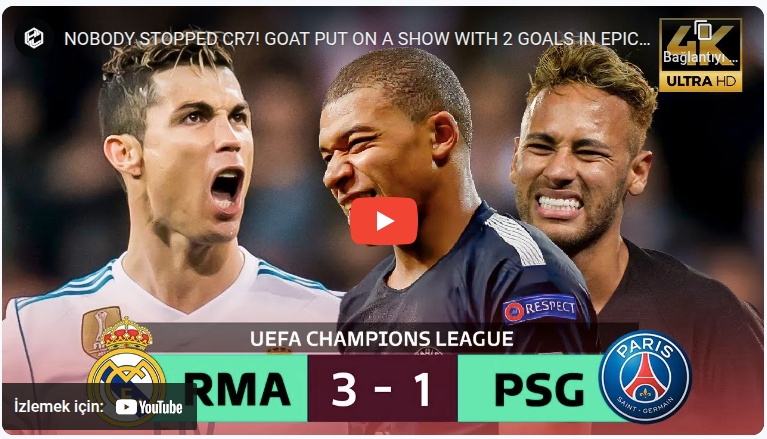 NOBODY STOPPED CR7! GOAT PUT ON A SHOW WITH 2 GOALS IN EPIC...
4K
Bağlantıyı ...
ULTRA HD
RESPECT
UEFA CHAMPIONS LEAGUE
RMA 3 - 1 PSG
PARIS
SAINT-GERMAIN
İzlemek için: YouTube